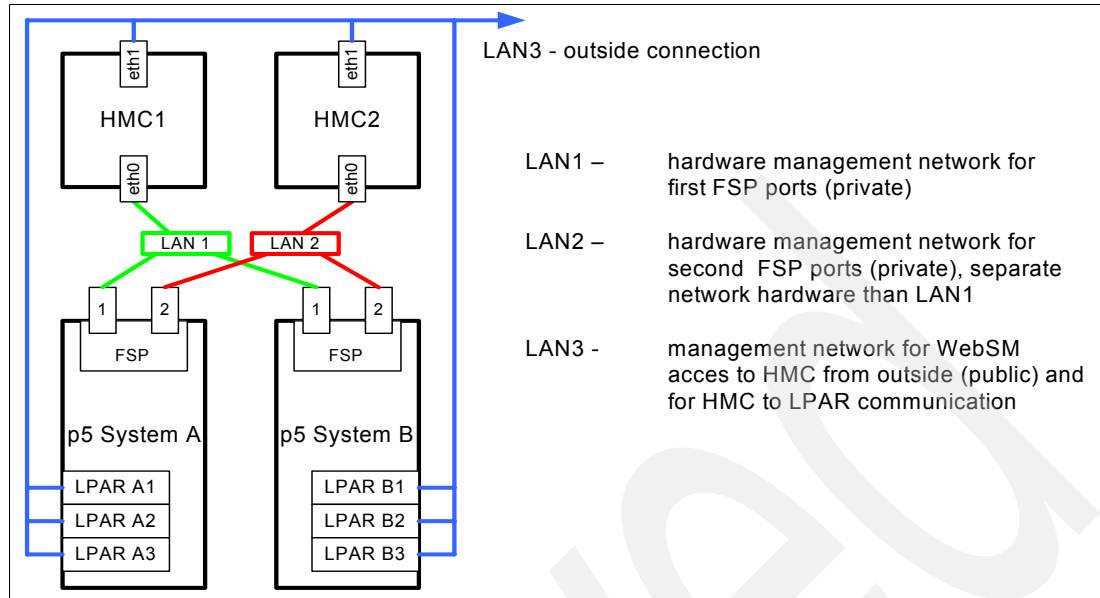 LAN3 - outside connection
eth1
eth1
HMC1
HMC2
eth0
eth0
LAN 1
LAN 2
LAN1 – hardware management network for
first FSP ports (private)
LAN2 – hardware management network for
second FSP ports (private), separate
network hardware than LAN1
LAN3 - management network for WebSM
acces to HMC from outside (public) and
for HMC to LPAR communication
1
2
1
2
FSP
FSP
p5 System A
p5 System B
LPAR A1
LPAR A2
LPAR A3
LPAR B1
LPAR B2
LPAR B3